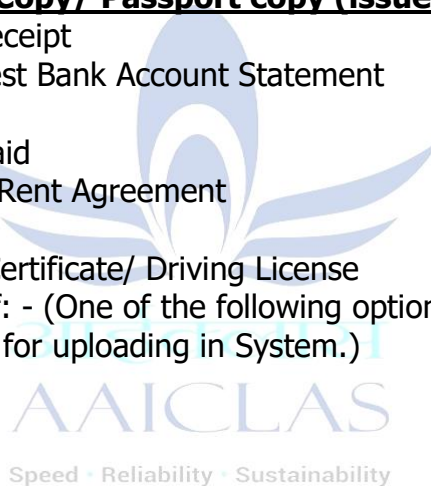 Copy/ Passport copy (issue
eceipt
est Bank Account Statement
aid
Rent Agreement
Certificate/ Driving License
f: - (One of the following option
for uploading in System.)
AAICLAS
Speed · Reliability · Sustainability